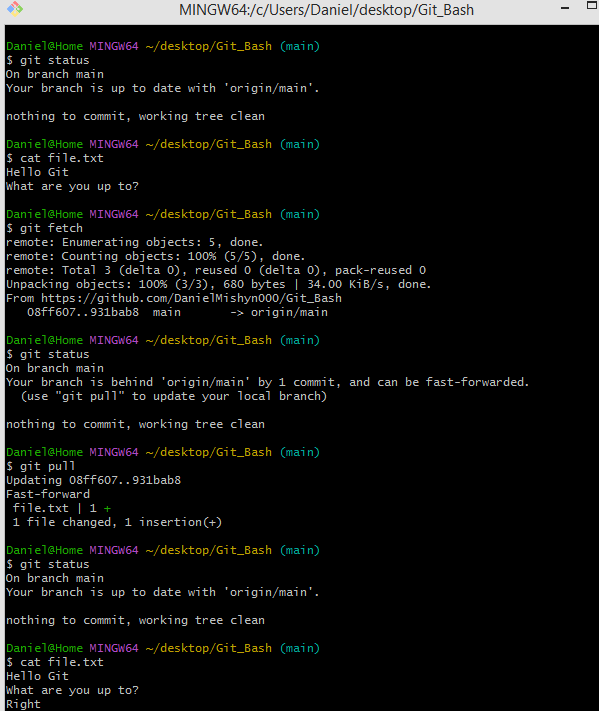 MINGW64:/c/Users/Daniel/desktop/Git_Bash
Daniel@Home MINGW64 ~/desktop/Git_Bash (main)
$ git status
On branch main
Your branch is up to date with 'origin/main'.
nothing to commit, working tree clean
Daniel@Home MINGW64 ~/desktop/Git_Bash (main)
$ cat file.txt
Hello Git
What are you up to?
Daniel@Home MINGW64 ~/desktop/Git_Bash (main)
$ git fetch
remote: Enumerating objects: 5, done.
remote: Counting objects: 100% (5/5), done.
remote: Total 3 (delta 0), reused 0 (delta 0), pack-reused 0
Unpacking objects: 100% (3/3), 680 bytes | 34.00 KiB/s, done.
From https://github.com/DanielMishyn000/Git_Bash
   08ff607..931bab8  main       -> origin/main
Daniel@Home MINGW64 ~/desktop/Git_Bash (main)
$ git status
On branch main
Your branch is behind 'origin/main' by 1 commit, and can be fast-forwarded.
  (use "git pull" to update your local branch)
nothing to commit, working tree clean
Daniel@Home MINGW64 ~/desktop/Git_Bash (main)
$ git pull
Updating 08ff607..931bab8
Fast-forward
 file.txt | 1 +
 1 file changed, 1 insertion(+)
Daniel@Home MINGW64 ~/desktop/Git_Bash (main)
$ git status
On branch main
Your branch is up to date with 'origin/main'.
nothing to commit, working tree clean
Daniel@Home MINGW64 ~/desktop/Git_Bash (main)
$ cat file.txt
Hello Git
What are you up to?
Right